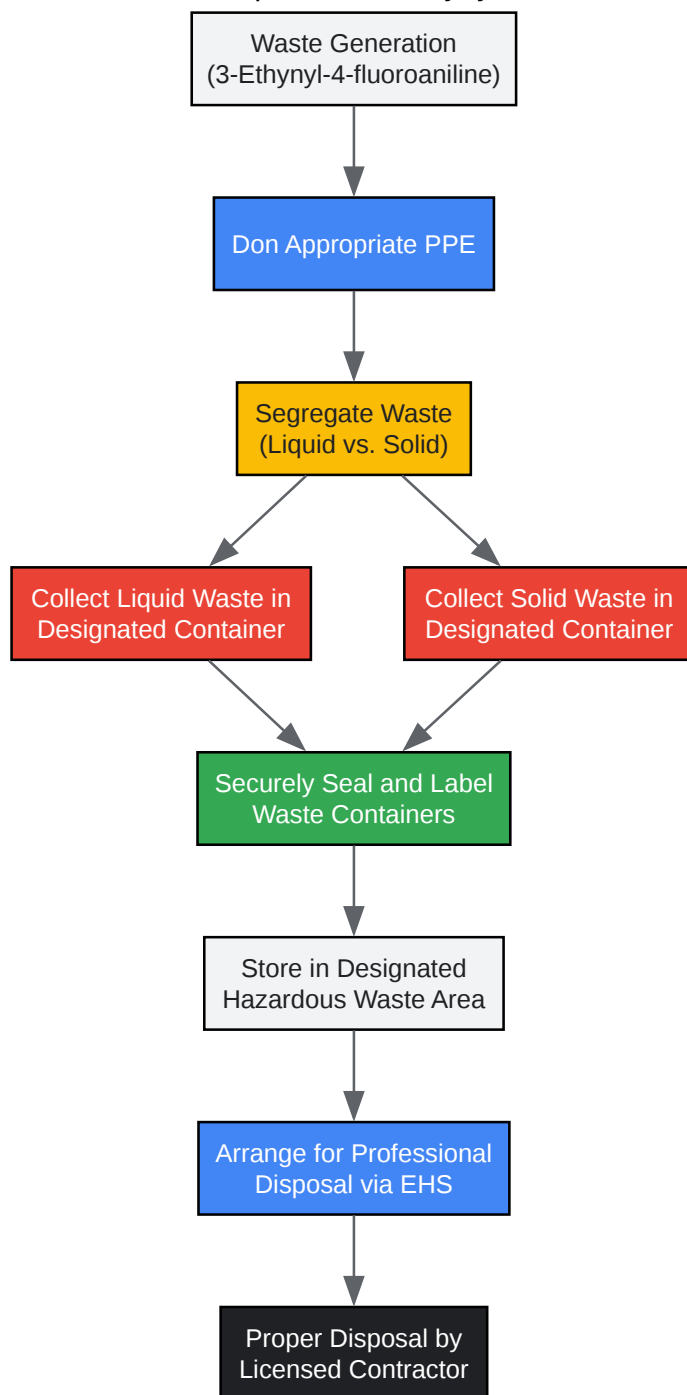 Waste Generation
(3-Ethynyl-4-fluoroaniline)
Don Appropriate PPE
Segregate Waste
(Liquid vs. Solid)
Collect Liquid Waste in
Designated Container
Collect Solid Waste in
Designated Container
Securely Seal and Label
Waste Containers
Store in Designated
Hazardous Waste Area
Arrange for Professional
Disposal via EHS
Proper Disposal by
Licensed Contractor